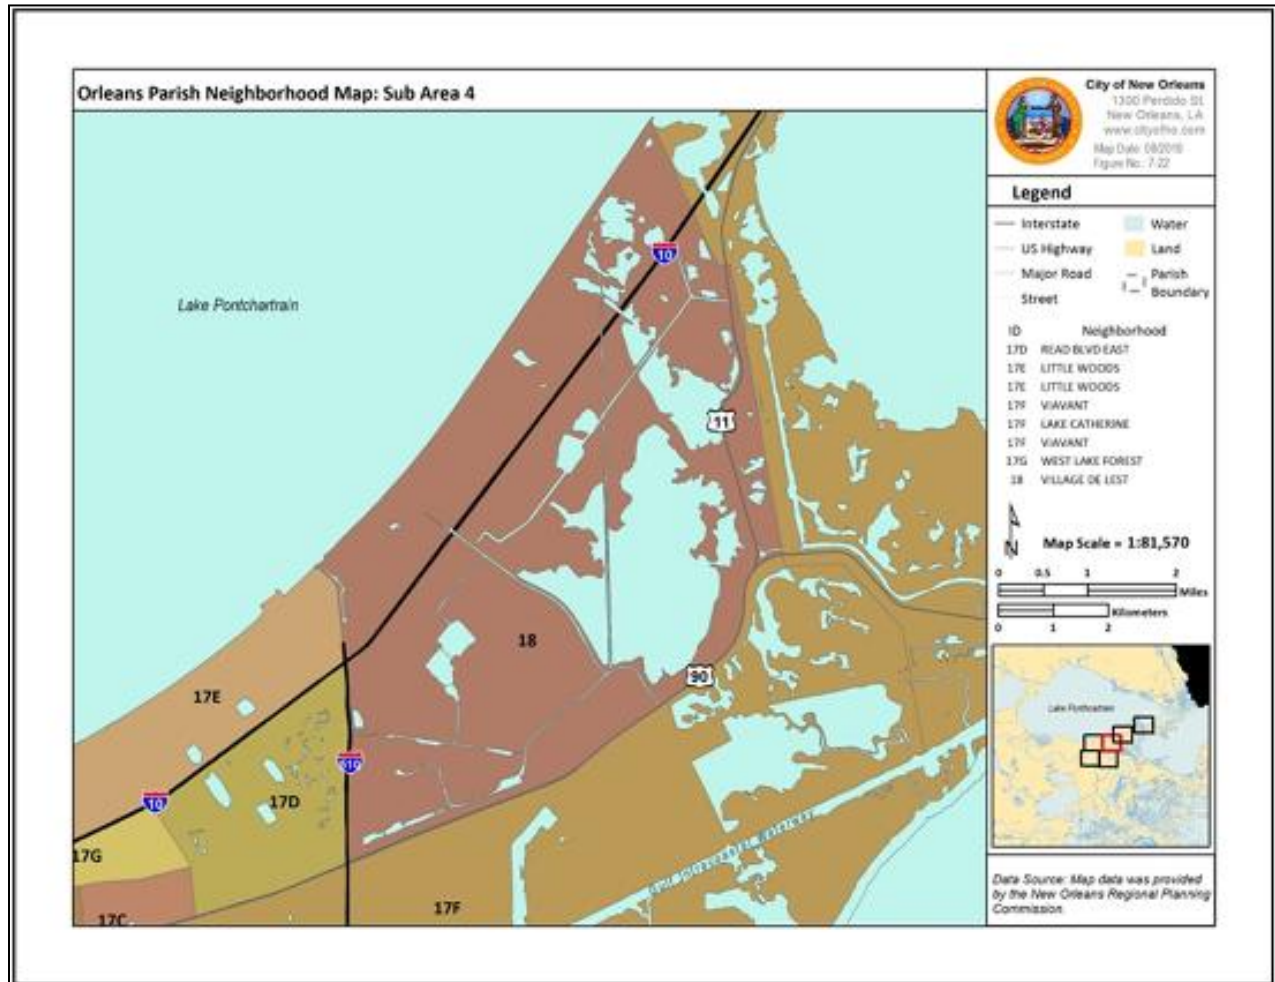 Orleans Parish Neighborhood Map: Sub Area 4
City of New Orleans
1300 Perdido St.
New Orleans, LA
www.cityofno.com
Map Date: 08/2010
Figure No.: 7-22
Legend
Interstate
Water
US Highway
Land
Major Road
Parish
Boundary
Street
ID Neighborhood
17D READ BLVD EAST
17E LITTLE WOODS
17E LITTLE WOODS
17F VIAVANT
17F LAKE CATHERINE
17F VIAVANT
17G WEST LAKE FOREST
18 VILLAGE DE LEST
N
Map Scale = 1:81,570
0 0.5 1 2
Miles
Kilometers
0 1 2
Lake Pontchartrain
Data Source: Map data was provided
by the New Orleans Regional Planning
Commission.
Lake Pontchartrain
10
11
18
90
17E
510
10
17D
17G
17C
17F
Gulf Intracoastal Waterway